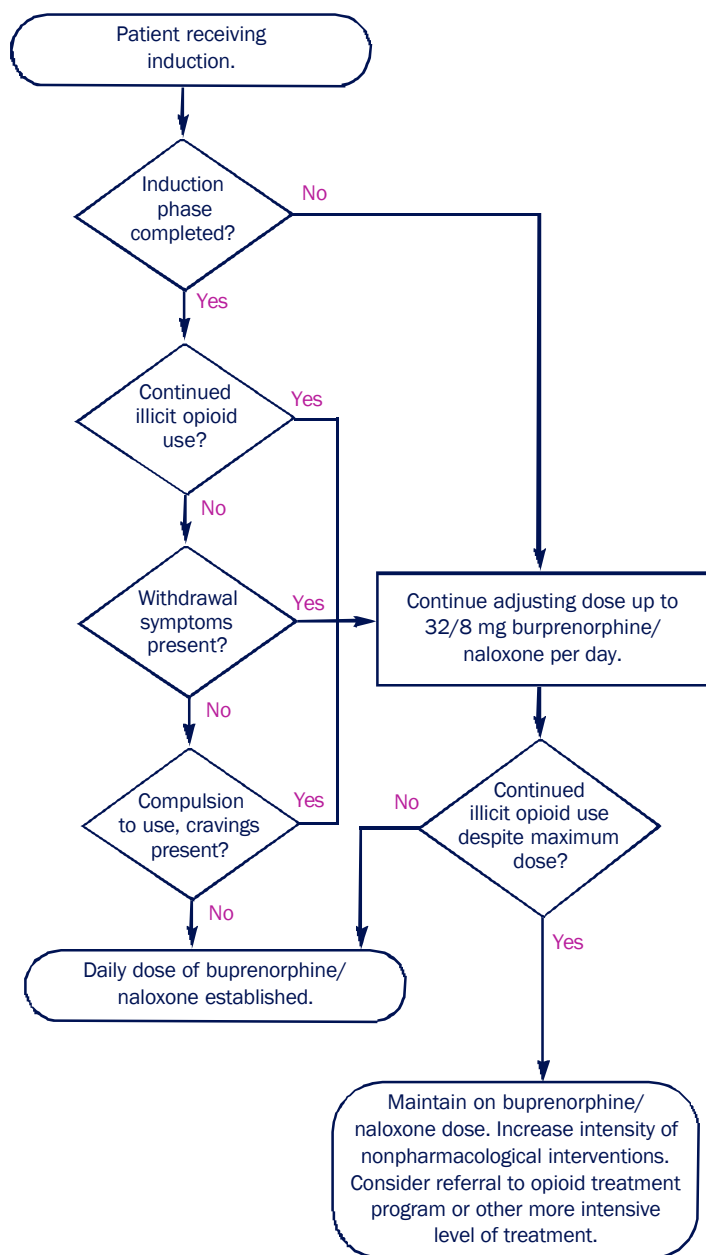 Patient receiving
induction.
Induction
phase
completed?
No
Yes
Continued
illicit opioid
use?
Yes
No
Withdrawal
symptoms
present?
Yes
Continue adjusting dose up to
32/8 mg burprenorphine/
naloxone per day.
No
Compulsion
to use, cravings
present?
Yes
No
Continued
illicit opioid use
despite maximum
dose?
No
Yes
Daily dose of buprenorphine/
naloxone established.
Maintain on buprenorphine/
naloxone dose. Increase intensity of
nonpharmacological interventions.
Consider referral to opioid treatment
program or other more intensive
level of treatment.